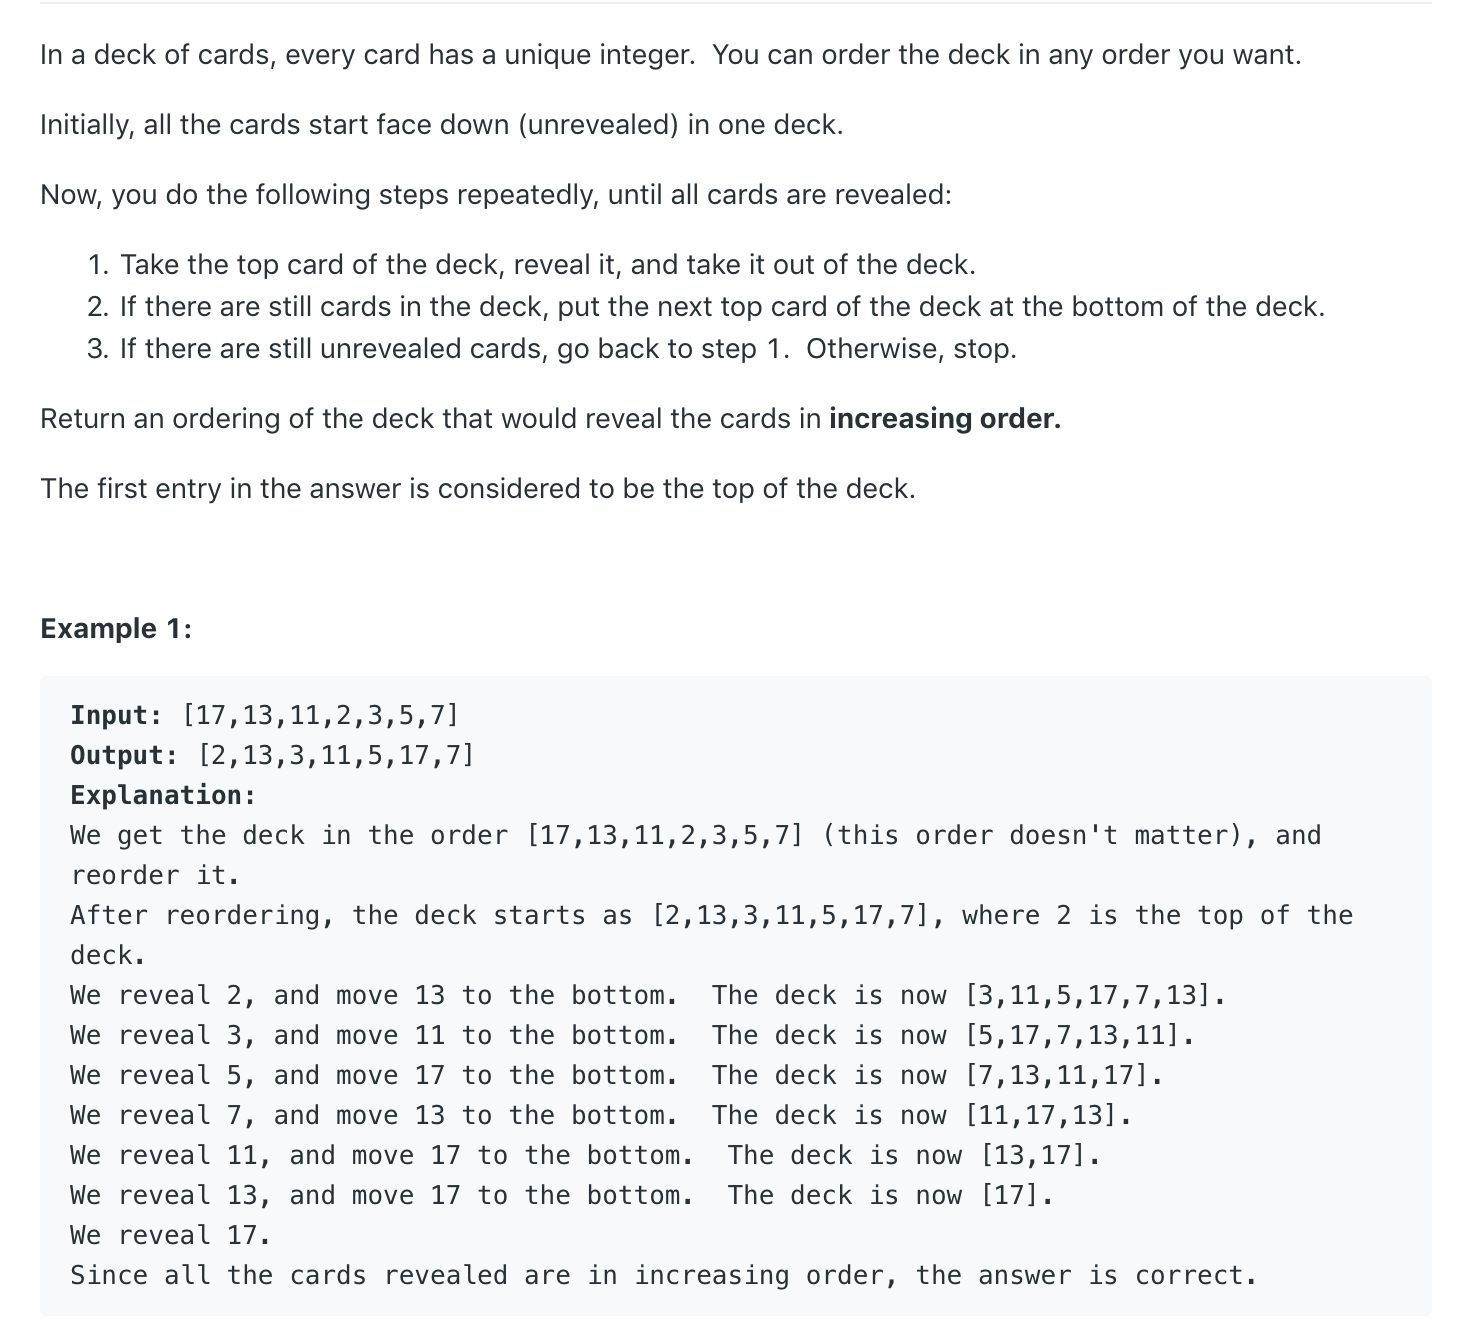 In a deck of cards, every card has a unique integer.  You can order the deck in any order you want.
Initially, all the cards start face down (unrevealed) in one deck.
Now, you do the following steps repeatedly, until all cards are revealed:
1. Take the top card of the deck, reveal it, and take it out of the deck.
2. If there are still cards in the deck, put the next top card of the deck at the bottom of the deck.
3. If there are still unrevealed cards, go back to step 1.  Otherwise, stop.
Return an ordering of the deck that would reveal the cards in increasing order.
The first entry in the answer is considered to be the top of the deck.
Example 1:
Input: [17,13,11,2,3,5,7]
Output: [2,13,3,11,5,17,7]
Explanation:
We get the deck in the order [17,13,11,2,3,5,7] (this order doesn't matter), and
reorder it.
After reordering, the deck starts as [2,13,3,11,5,17,7], where 2 is the top of the
deck.
We reveal 2, and move 13 to the bottom.  The deck is now [3,11,5,17,7,13].
We reveal 3, and move 11 to the bottom.  The deck is now [5,17,7,13,11].
We reveal 5, and move 17 to the bottom.  The deck is now [7,13,11,17].
We reveal 7, and move 13 to the bottom.  The deck is now [11,17,13].
We reveal 11, and move 17 to the bottom.  The deck is now [13,17].
We reveal 13, and move 17 to the bottom.  The deck is now [17].
We reveal 17.
Since all the cards revealed are in increasing order, the answer is correct.